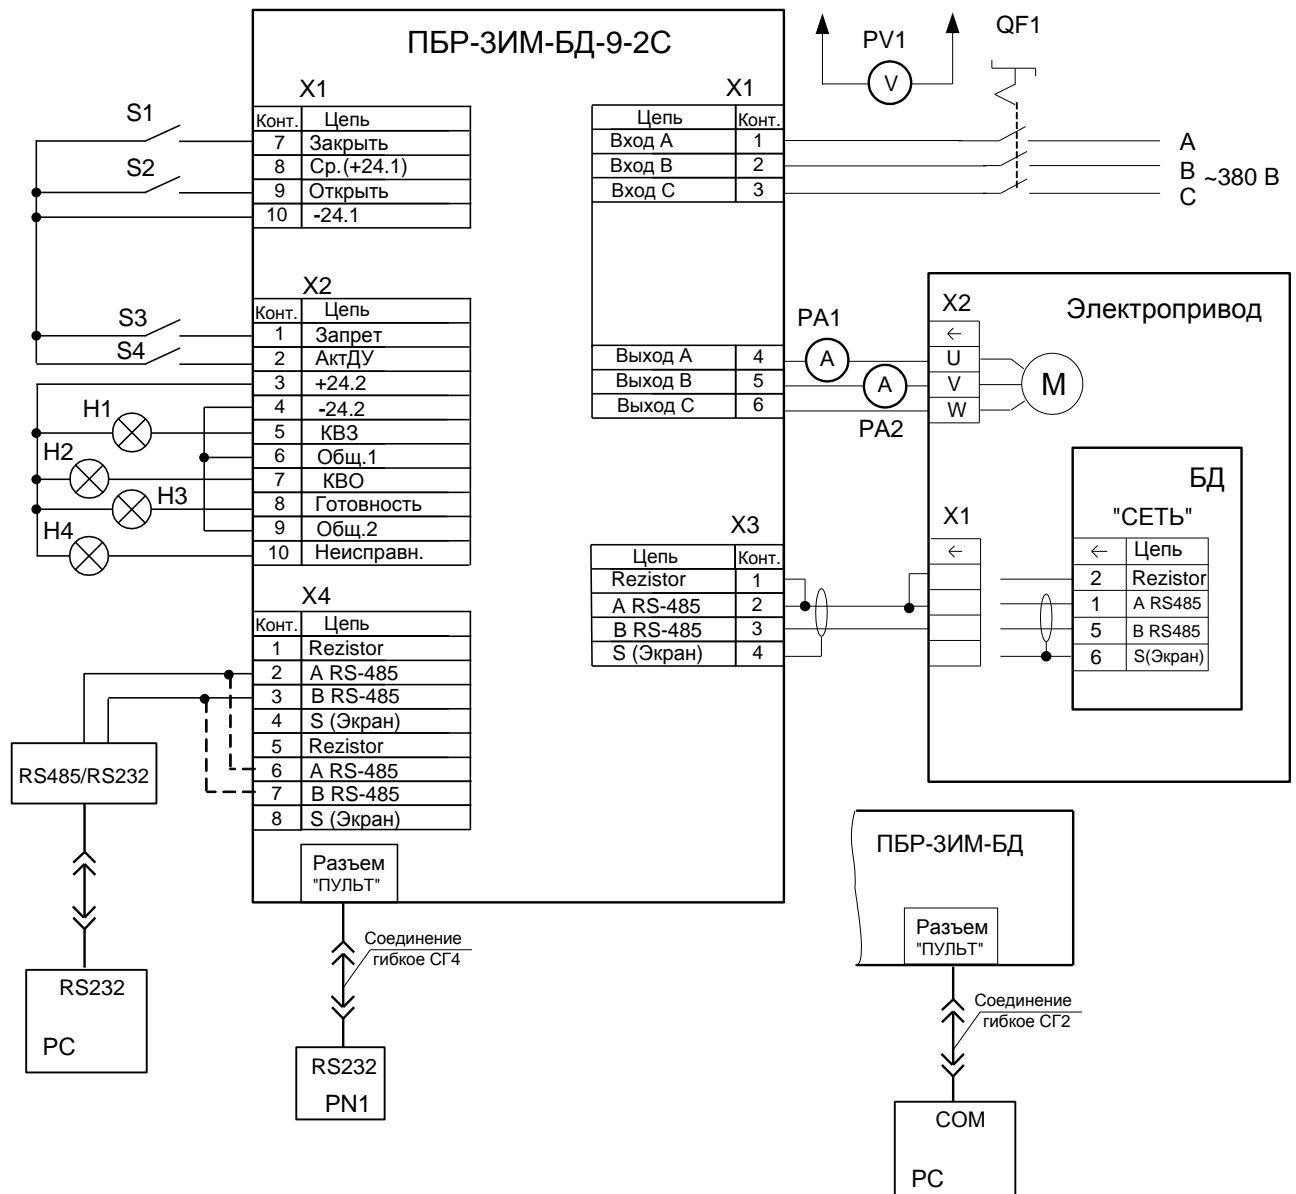 ПБР-3ИМ-БД-9-2С
X1
Конт. Цепь
7 Закрыть
8 Ср.(+24.1)
9 Открыть
10 -24.1
S1
S2
X2
Конт. Цепь
1 Запрет
2 АктДУ
3 +24.2
4 -24.2
5 КВЗ
6 Общ.1
7 КВО
8 Готовность
9 Общ.2
10 Неисправн.
S3
S4
H1
H2
H3
H4
X4
Конт. Цепь
1 Rezistor
2 A RS-485
3 B RS-485
4 S (Экран)
5 Rezistor
6 A RS-485
7 B RS-485
8 S (Экран)
RS485/RS232
RS232
PC
Разъем
"ПУЛЬТ"
Соединение
гибкое СГ4
RS232
PN1
X1
Цепь Конт.
Вход А 1
Вход В 2
Вход С 3
Выход А 4
Выход В 5
Выход С 6
PV1
V
QF1
A
B
C
~380 В
PA1
A
A
PA2
X3
Цепь Конт.
Rezistor 1
A RS-485 2
B RS-485 3
S (Экран) 4
Электропривод
X2
←
U
V
W
M
X1
←
БД
"СЕТЬ"
← Цепь
2 Rezistor
1 A RS485
5 B RS485
6 S(Экран)
ПБР-3ИМ-БД
Разъем
"ПУЛЬТ"
Соединение
гибкое СГ2
COM
PC